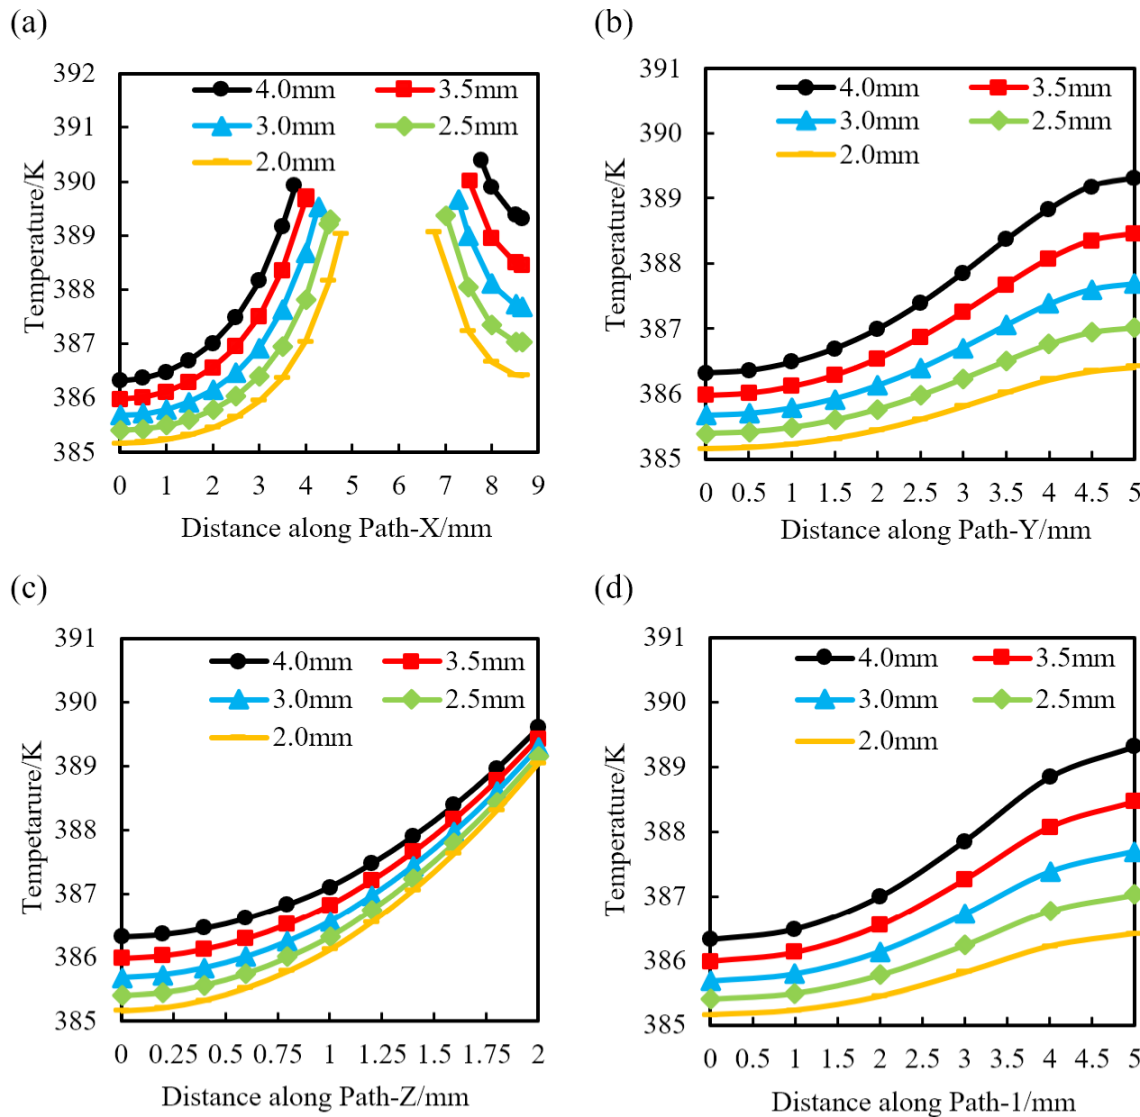 (a)
392
391
390
389
388
387
386
385
Temperature/K
4.0mm 3.5mm
3.0mm 2.5mm
2.0mm
0 1 2 3 4 5 6 7 8 9
Distance along Path-X/mm
(b)
391
390
389
388
387
386
385
Temperature/K
4.0mm 3.5mm
3.0mm 2.5mm
2.0mm
0 0.5 1 1.5 2 2.5 3 3.5 4 4.5 5
Distance along Path-Y/mm
(c)
391
390
389
388
387
386
385
Tempetarure/K
4.0mm 3.5mm
3.0mm 2.5mm
2.0mm
0 0.25 0.5 0.75 1 1.25 1.5 1.75 2
Distance along Path-Z/mm
(d)
391
390
389
388
387
386
385
Temperature/K
4.0mm 3.5mm
3.0mm 2.5mm
2.0mm
0 0.5 1 1.5 2 2.5 3 3.5 4 4.5 5
Distance along Path-1/mm